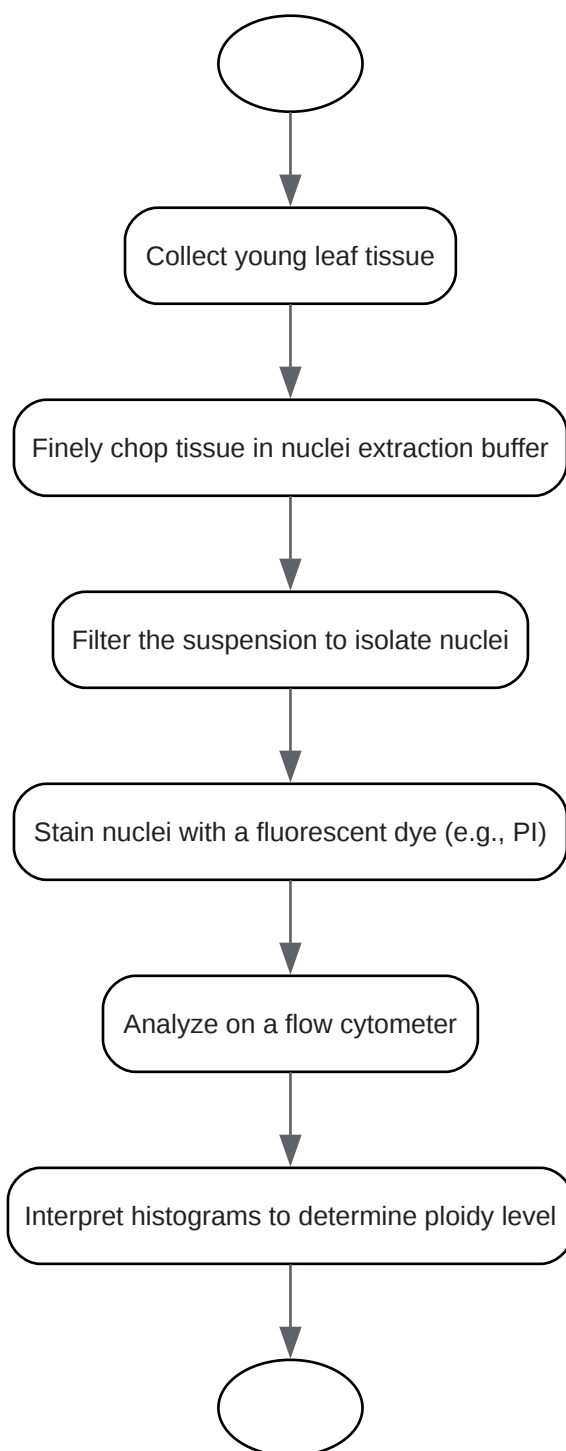 Collect young leaf tissue
Finely chop tissue in nuclei extraction buffer
Filter the suspension to isolate nuclei
Stain nuclei with a fluorescent dye (e.g., PI)
Analyze on a flow cytometer
Interpret histograms to determine ploidy level